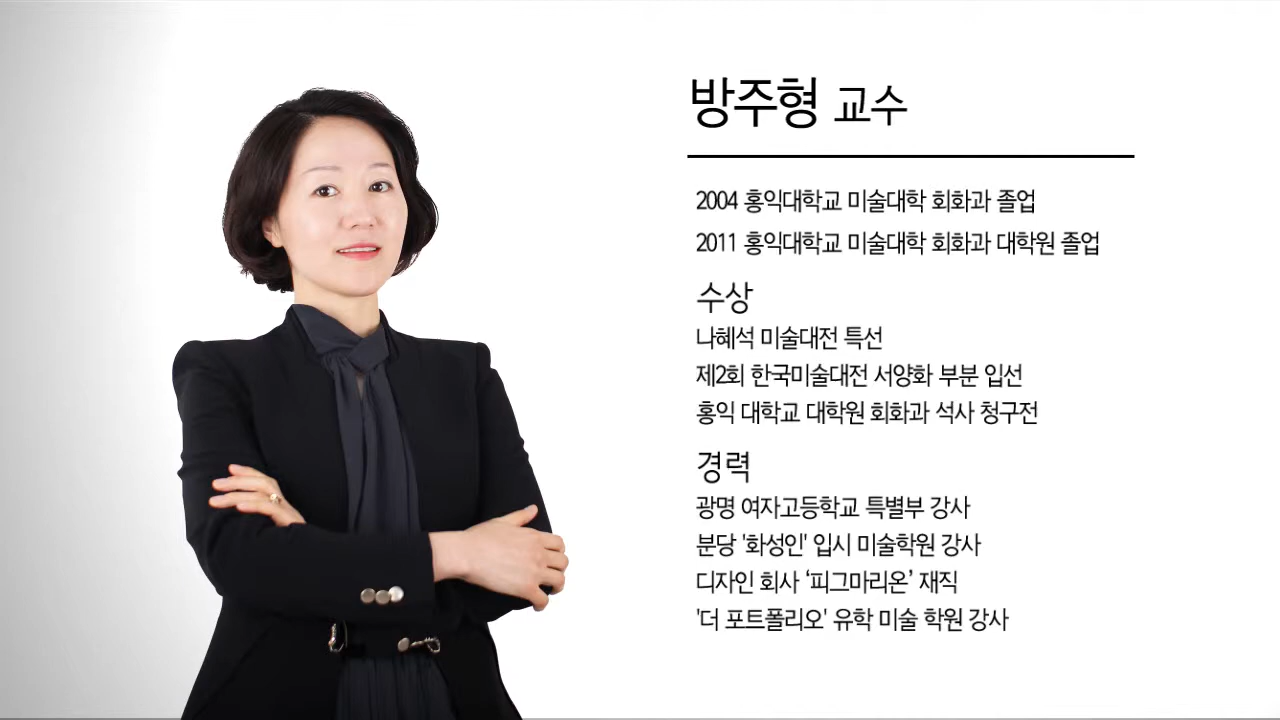 방주형 교수
2004 홍익대학교 미술대학 회화과 졸업
2011 홍익대학교 미술대학 회화과 대학원 졸업
수상
나혜석 미술대전 특선
제2회 한국미술대전 서양화 부분 입선
홍익 대학교 대학원 회화과 석사 청구전
경력
광명 여자고등학교 특별부 강사
분당 '화성인' 입시 미술학원 강사
디자인 회사 ‘피그마리온’ 재직
'더 포트폴리오' 유학 미술 학원 강사